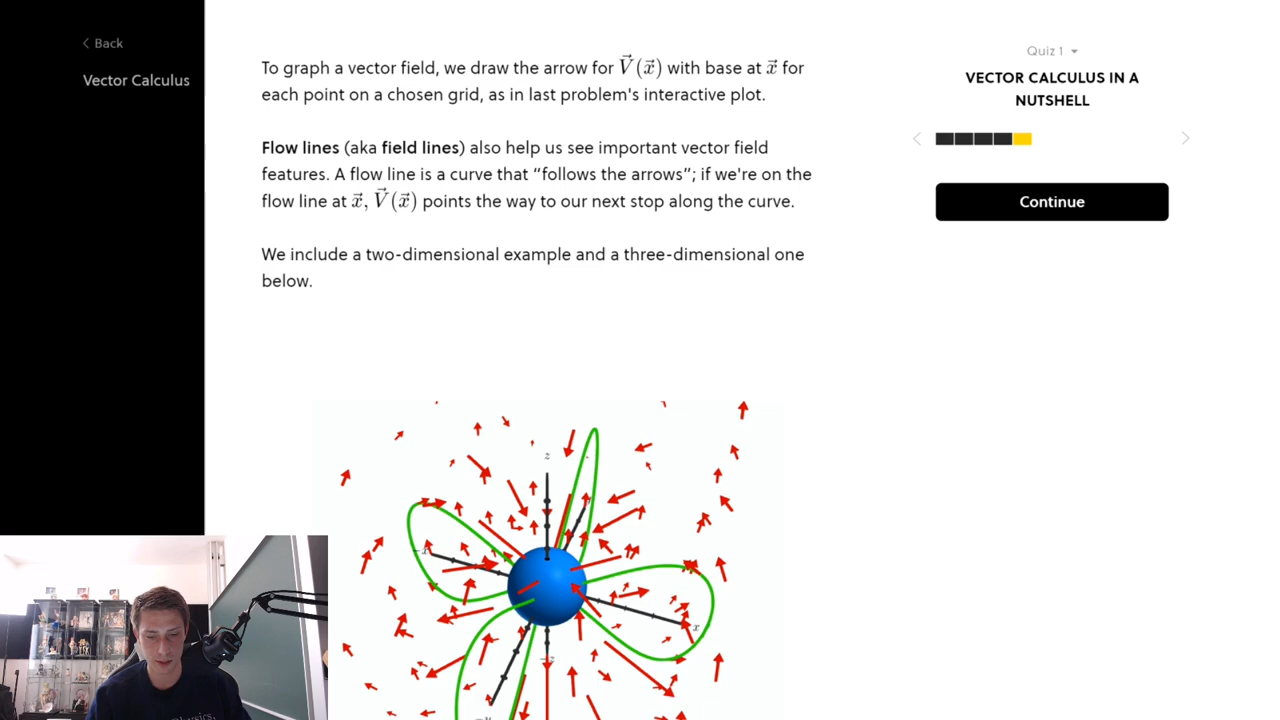 Back
Vector Calculus
To graph a vector field, we draw the arrow for V⃗(x⃗) with base at x⃗ for
each point on a chosen grid, as in last problem's interactive plot.
Flow lines (aka field lines) also help us see important vector field
features. A flow line is a curve that “follows the arrows”; if we're on the
flow line at x⃗, V⃗(x⃗) points the way to our next stop along the curve.
We include a two-dimensional example and a three-dimensional one
below.
Quiz 1
VECTOR CALCULUS IN A
NUTSHELL
Continue
z
-x
x
-z
Physics.